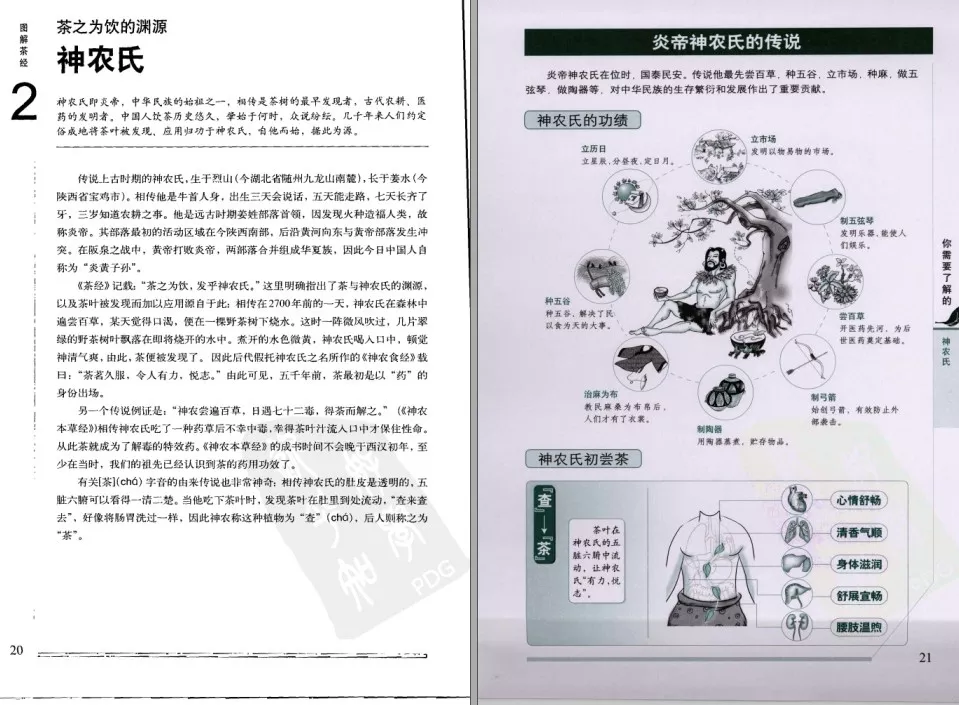 图解茶经
2
茶之为饮的渊源
神农氏
神农氏即炎帝，中华民族的始祖之一，相传是茶树的最早发现者，古代农耕、医
药的发明者。中国人饮茶历史悠久，肇始于何时，众说纷纭。几千年来人们约定
俗成地将茶叶被发现、应用归功于神农氏，自他而始，据此为源。
传说上古时期的神农氏，生于烈山（今湖北省随州九龙山南麓），长于姜水（今
陕西省宝鸡市）。相传他是牛首人身，出生三天会说话，五天能走路，七天长齐了
牙，三岁知道农耕之事。他是远古时期姜姓部落首领，因发现火种造福人类，故
称炎帝。其部落最初的活动区域在今陕西南部，后沿黄河向东与黄帝部落发生冲
突。在阪泉之战中，黄帝打败炎帝，两部落合并组成华夏族，因此今日中国人自
称为“炎黄子孙”。
《茶经》记载：“茶之为饮，发乎神农氏。”这里明确指出了茶与神农氏的渊源，
以及茶叶被发现而加以应用源自于此：相传在2700年前的一天，神农氏在森林中
遍尝百草，某天觉得口渴，便在一棵野茶树下烧水。这时一阵微风吹过，几片翠
绿的野茶树叶飘落在即将烧开的水中。煮开的水色微黄，神农氏喝入口中，顿觉
神清气爽，由此，茶便被发现了。因此后代假托神农氏之名所作的《神农食经》载
曰：“茶茗久服，令人有力，悦志。”由此可见，五千年前，茶最初是以“药”的
身份出场。
另一个传说例证是：“神农尝遍百草，日遇七十二毒，得茶而解之。”（《神农
本草经》）相传神农氏吃了一种药草后不幸中毒，幸得茶叶汁流入口中才保住性命。
从此茶就成为了解毒的特效药。《神农本草经》的成书时间不会晚于西汉初年，至
少在当时，我们的祖先已经认识到茶的药用功效了。
有关[茶](chá)字音的由来传说也非常神奇：相传神农氏的肚皮是透明的，五
脏六腑可以看得一清二楚。当他吃下茶叶时，发现茶叶在肚里到处流动，“查来查
去”，好像将肠胃洗过一样，因此神农称这种植物为“查”（chá），后人则称之为
“茶”。
PDG
20
炎帝神农氏的传说
炎帝神农氏在位时，国泰民安。传说他最先尝百草，种五谷、立市场，种麻，做五
弦琴，做陶器等，对中华民族的生存繁衍和发展作出了重要贡献。
神农氏的功绩
立历日
立星辰，分昼夜，定日月。
立市场
发明以物易物的市场。
制五弦琴
发明乐器，能使人
们娱乐。
种五谷
种五谷，解决了民
以食为天的大事。
尝百草
开医药先河，为后
世医药奠定基础。
治麻为布
教民麻桑为布帛后，
人们才有了衣裳。
制陶器
用陶器蒸煮，贮存物品。
制弓箭
始创弓箭，有效防止外
部袭击。
神农氏初尝茶
『查』→『茶』
茶叶在
神农氏的五
脏六腑中流
动，让神农
氏“有力，悦
志”。
心情舒畅
清香气顺
身体滋润
舒展宣畅
腰肢温煦
PDG
你需要了解的
神农氏
21